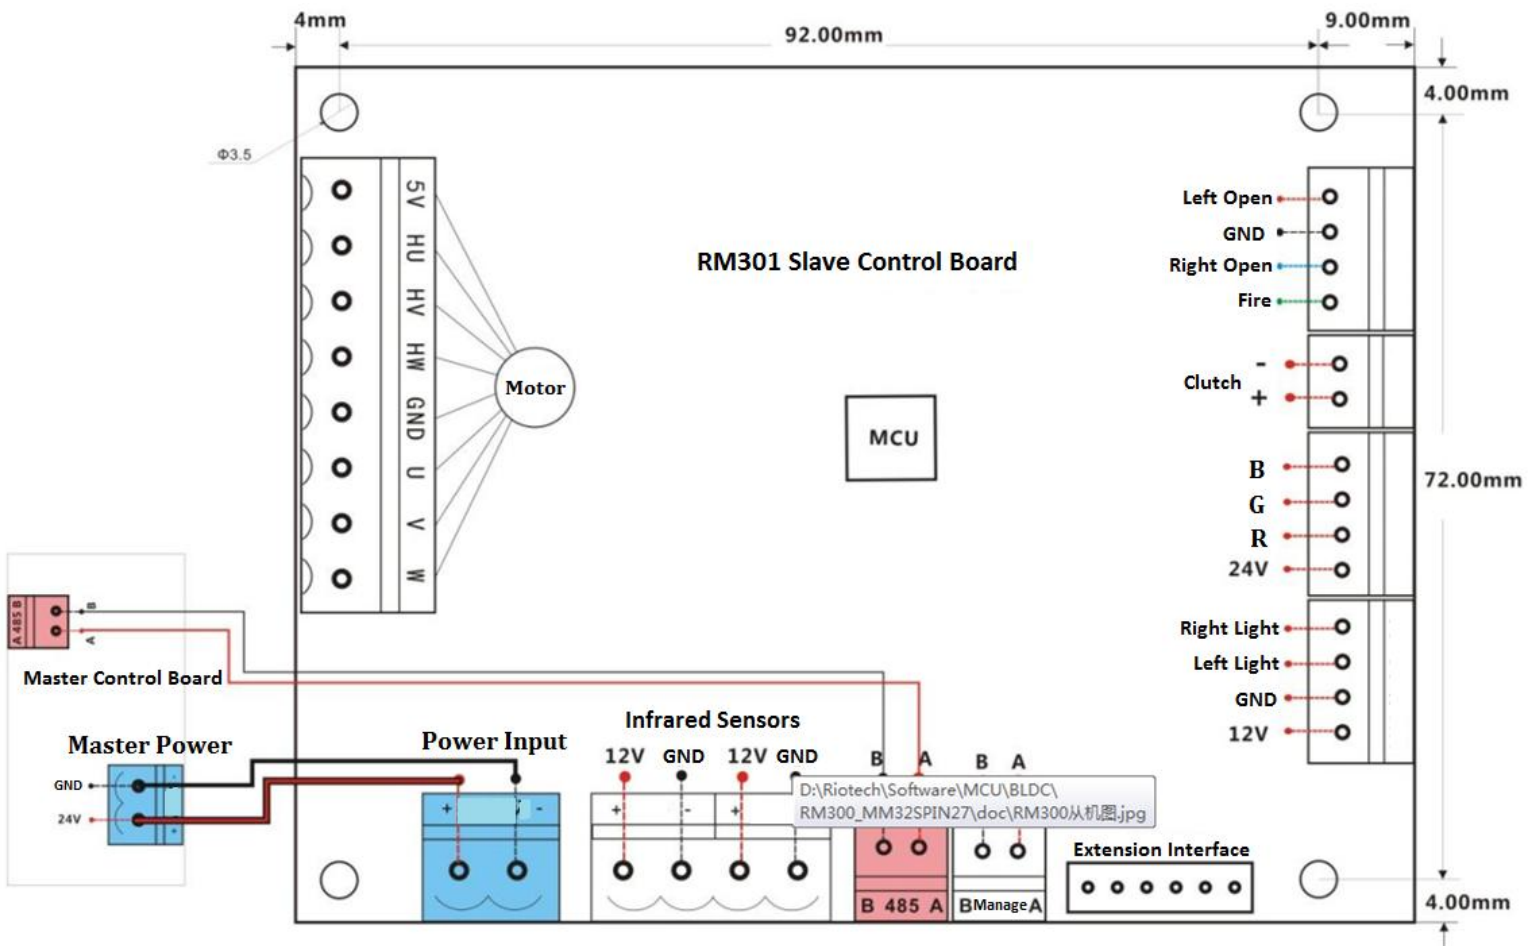 4mm
92.00mm
9.00mm
4.00mm
Φ3.5
5V
HU
HV
HW
GND
U
V
W
Motor
RM301 Slave Control Board
MCU
Left Open
GND
Right Open
Fire
-
Clutch
+
B
G
R
24V
72.00mm
Right Light
Left Light
GND
12V
A 485 B
B
A
Master Control Board
Master Power
GND
24V
-
+
Power Input
+
-
Infrared Sensors
12V GND 12V GND
+ - +
B A
B A
D:\Riotech\Software\MCU\BLDC\
RM300_MM32SPIN27\doc\RM300从机图.jpg
B 485 A
B Manage A
Extension Interface
4.00mm